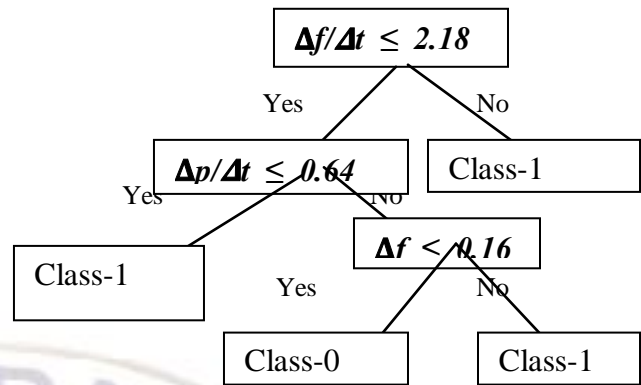 Δf/Δt ≤ 2.18
Yes
No
Δp/Δt ≤ 0.64
Class-1
Yes
No
Δf < 0.16
Class-1
Yes
No
Class-0
Class-1